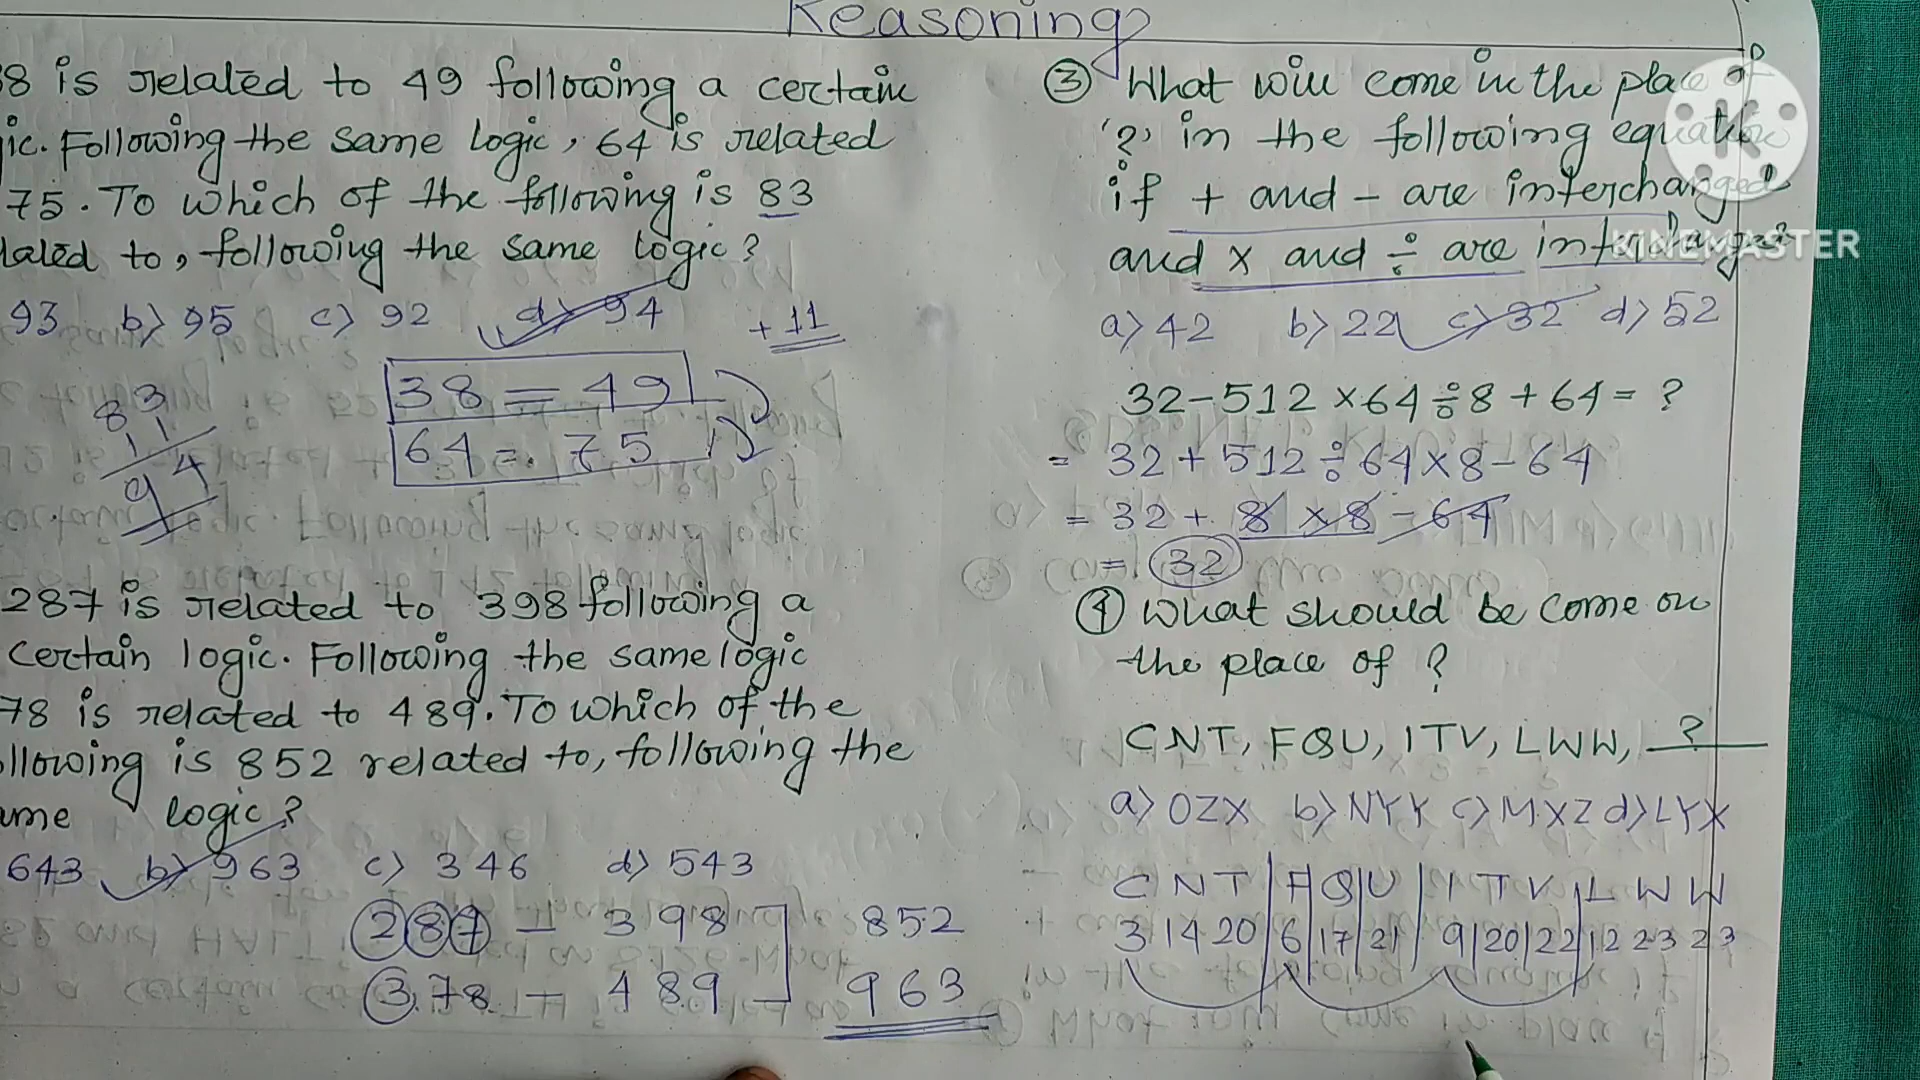 Reasoning
8 is related to 49 following a certain
ic. Following the same logic, 64 is related
75. To which of the following is 83
lated to, following the same logic?
93 b) 95 c) 92 d) 94 +11
38 = 49
64 = 75
83
11
94
287 is related to 398 following a
certain logic. Following the same logic
78 is related to 489. To which of the
llowing is 852 related to, following the
ame logic?
643 b) 963 c) 346 d) 543
287 - 398 852
378 - 489 963
③ What will come in the place of
'?' in the following equation
if + and - are interchanged
and × and ÷ are interchanged
KINEMASTER
a) 42 b) 22 c) 32 d) 52
32-512 ×64÷8 + 64 = ?
= 32 + 512 ÷ 64 × 8 - 64
= 32 + 8 × 8 - 64
= 32
④ What should be come on
the place of ?
CNT, FQU, ITV, LWW, ?
a) OZX b) NYY c) MXZ d) LYX
C N T F Q U I T V L W W
3 14 20 6 17 21 9 20 22 12 23 23